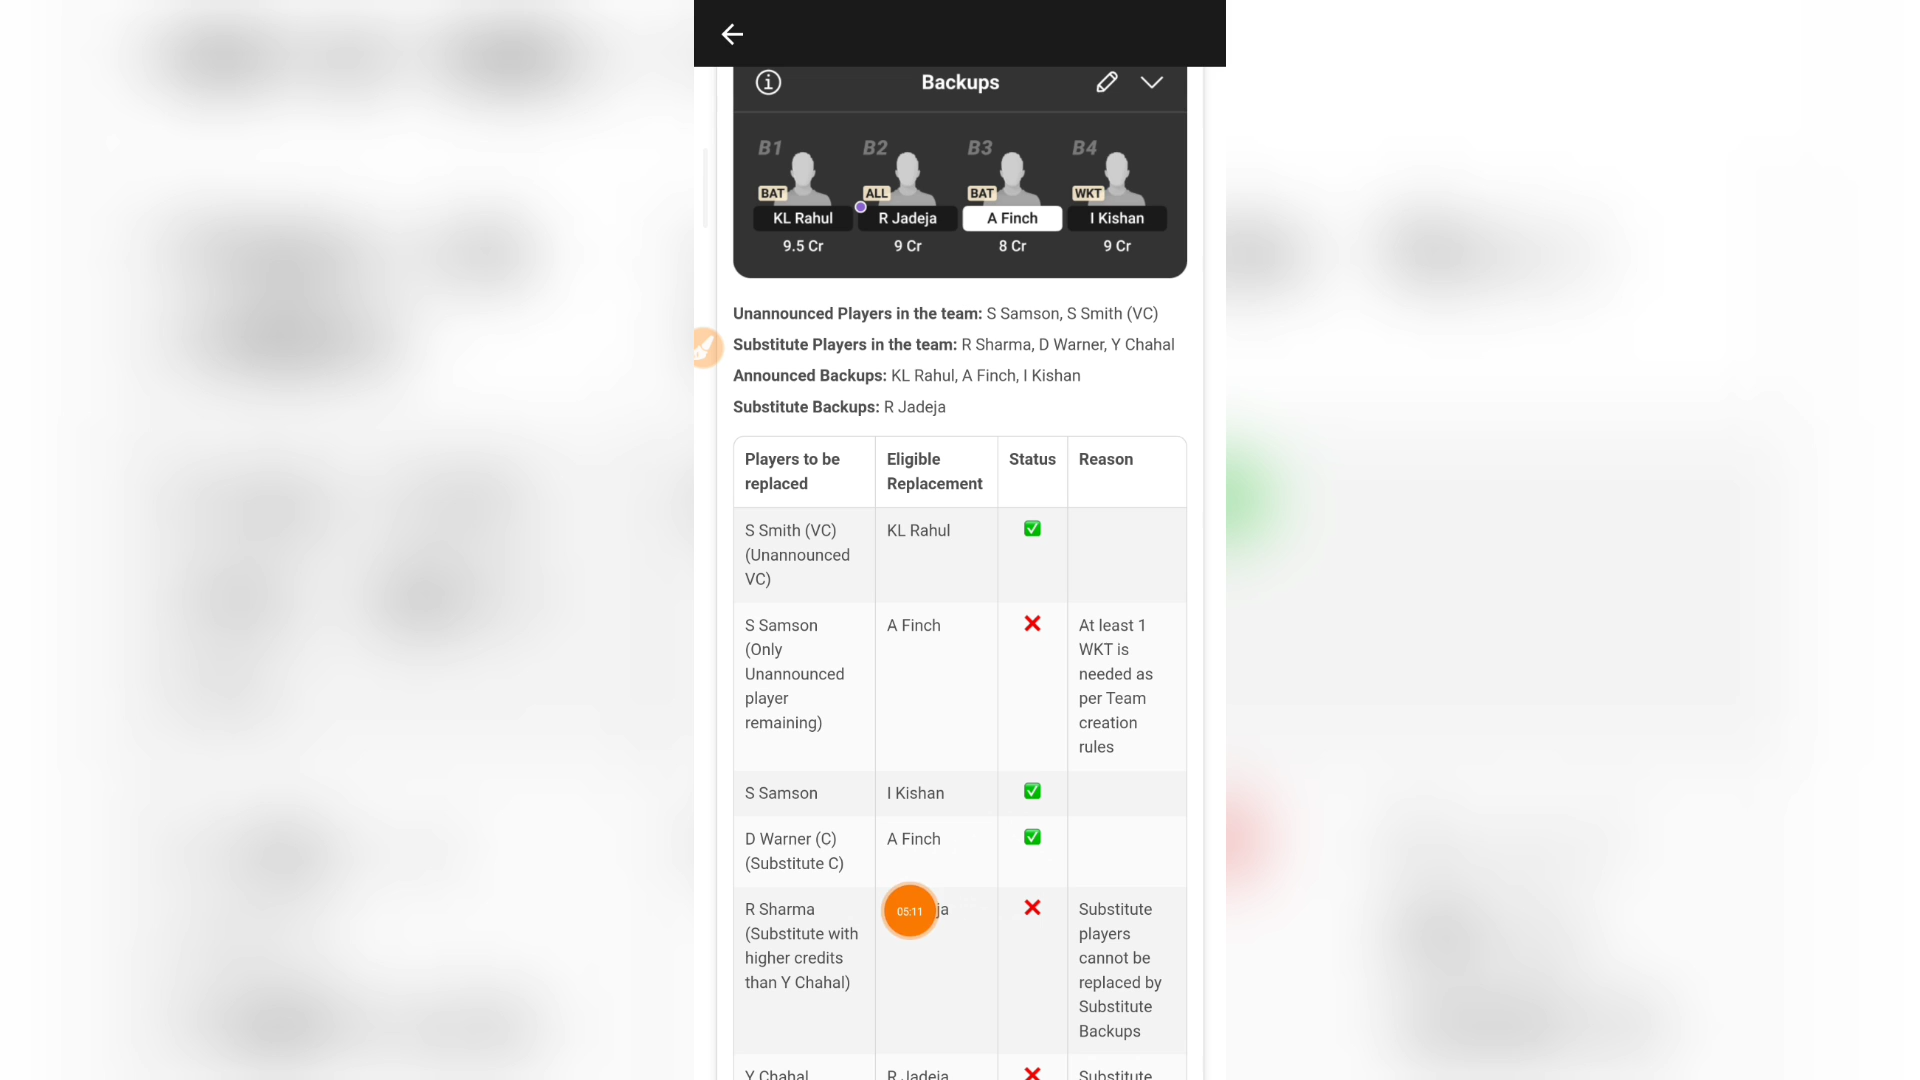 Backups
B1 B2 B3 B4
BAT ALL BAT WKT
KL Rahul R Jadeja A Finch I Kishan
9.5 Cr 9 Cr 8 Cr 9 Cr
Unannounced Players in the team: S Samson, S Smith (VC)
Substitute Players in the team: R Sharma, D Warner, Y Chahal
Announced Backups: KL Rahul, A Finch, I Kishan
Substitute Backups: R Jadeja
Players to be
replaced
Eligible
Replacement
Status
Reason
S Smith (VC)
(Unannounced
VC)
KL Rahul
S Samson
(Only
Unannounced
player
remaining)
A Finch
At least 1
WKT is
needed as
per Team
creation
rules
S Samson
I Kishan
D Warner (C)
(Substitute C)
A Finch
R Sharma
(Substitute with
higher credits
than Y Chahal)
05:11
ja
Substitute
players
cannot be
replaced by
Substitute
Backups
Y Chahal
R Jadeja
Substitute